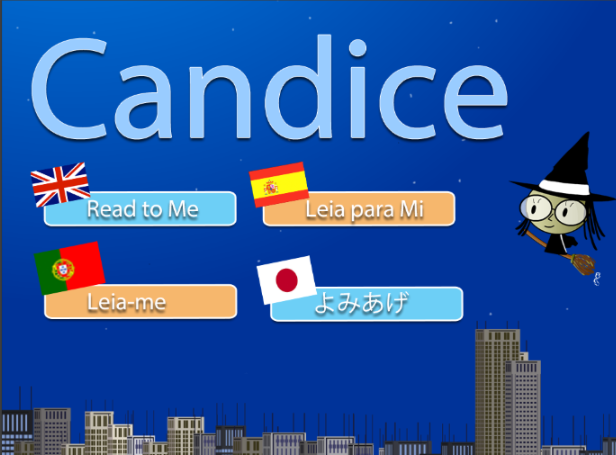 Candice
Read to Me
Leia para Mi
Leia-me
よみあげ